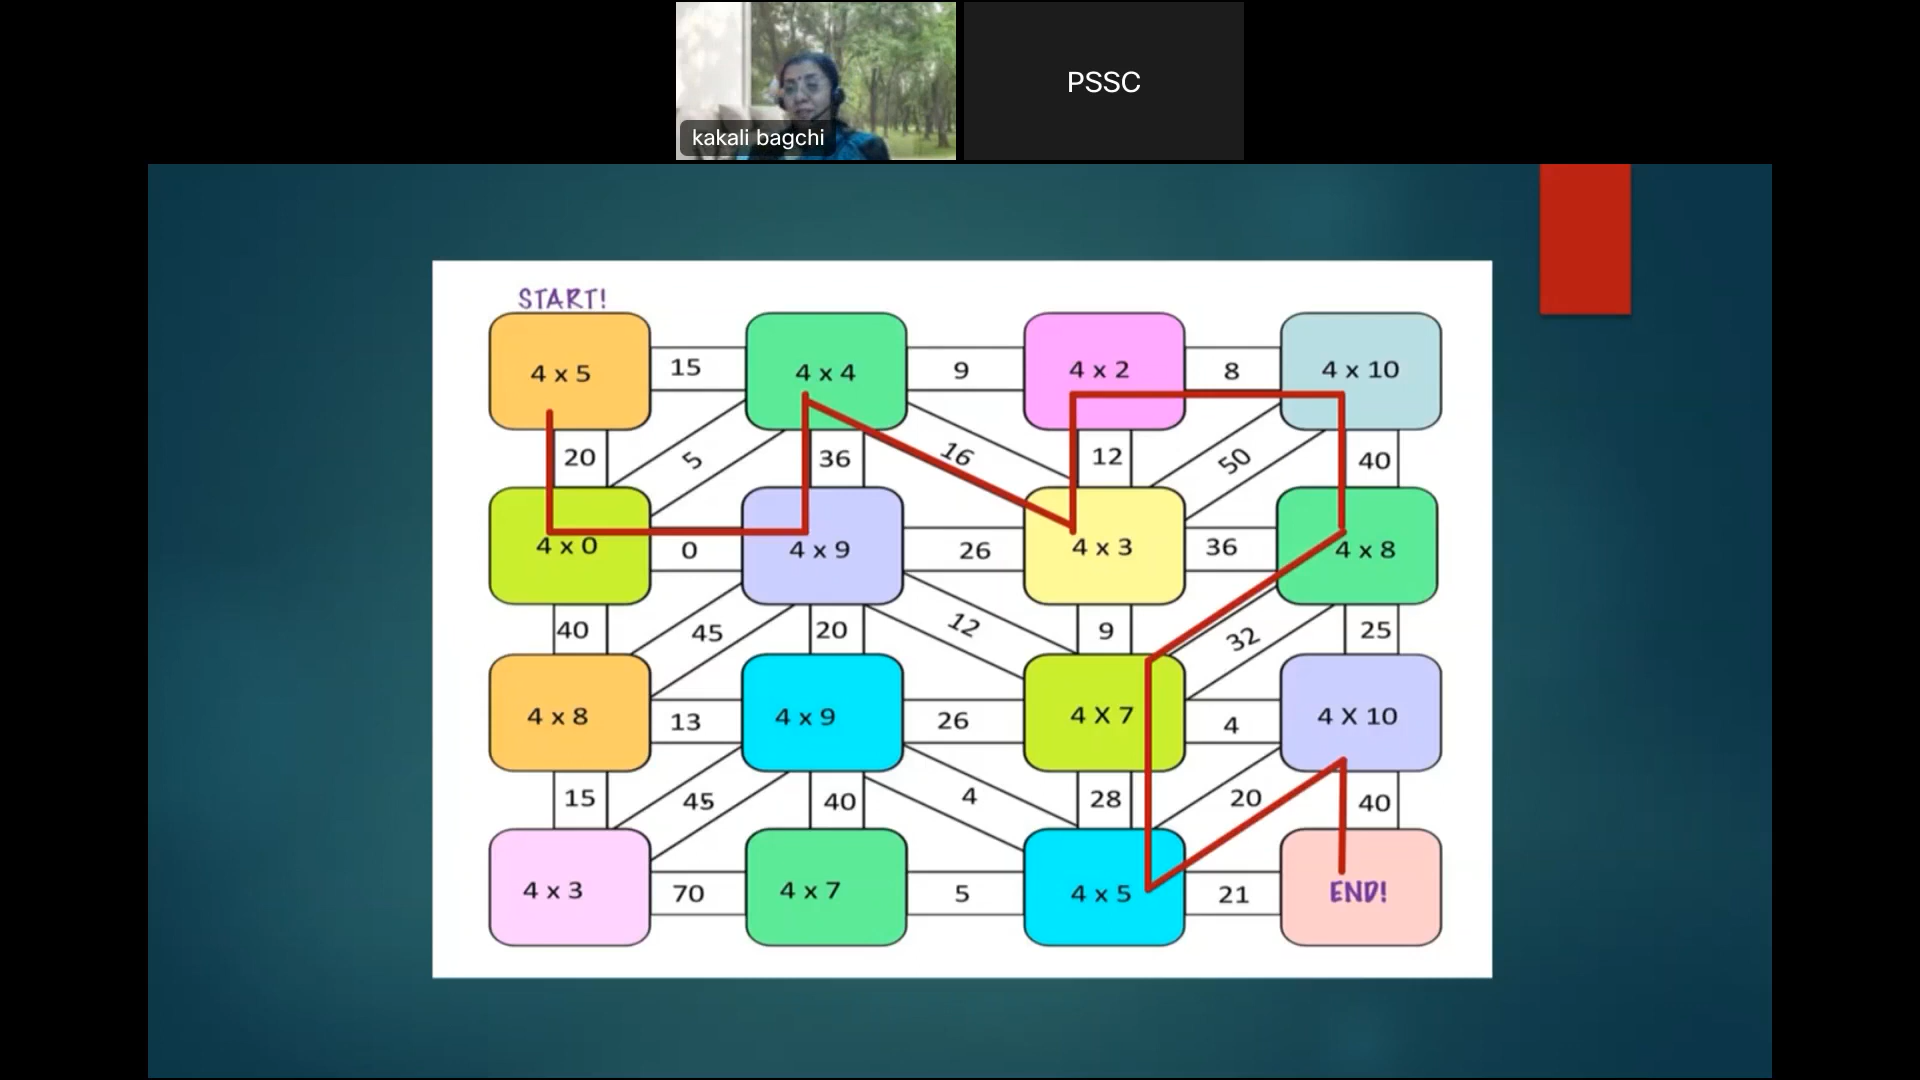 PSSC
kakali bagchi
START!
4 x 5 15 4 x 4 9 4 x 2 8 4 x 10
20 5 36 16 12 50 40
4 x 0 0 4 x 9 26 4 x 3 36 4 x 8
40 45 20 12 9 32 25
4 x 8 13 4 x 9 26 4 X 7 4 4 X 10
15 45 40 4 28 20 40
4 x 3 70 4 x 7 5 4 x 5 21 END!